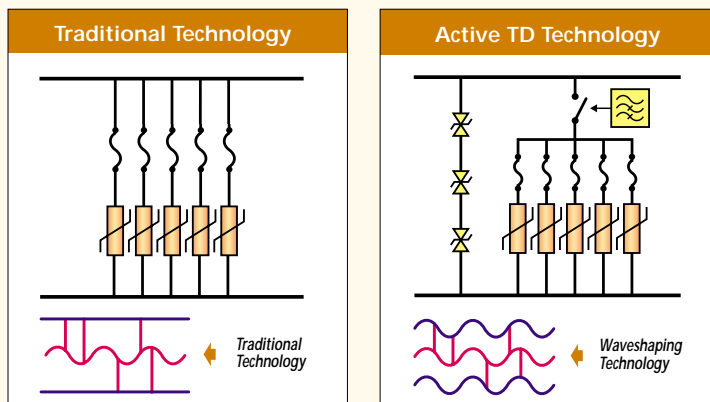 Traditional Technology
Active TD Technology
Traditional
Technology
Waveshaping
Technology